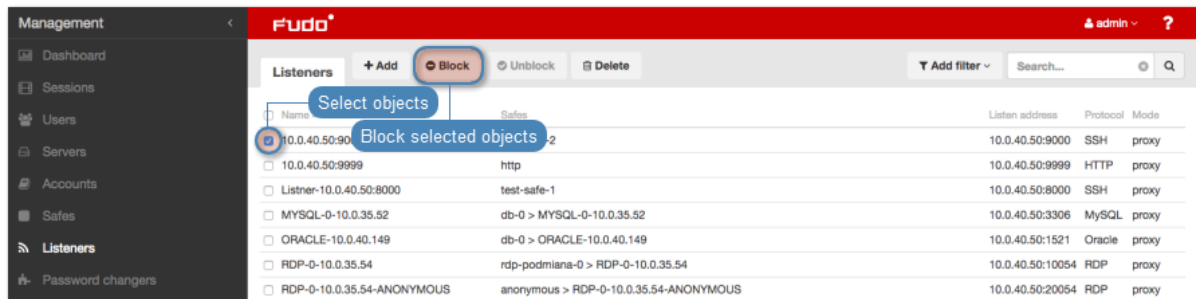 Management
Fudo
admin
?
Dashboard
Sessions
Users
Servers
Accounts
Safes
Listeners
Password changers
Listeners
+ Add
Block
Unblock
Delete
Add filter
Search...
Select objects
Block selected objects
Name Safes Listen address Protocol Mode
10.0.40.50:90 -2 10.0.40.50:9000 SSH proxy
10.0.40.50:9999 http 10.0.40.50:9999 HTTP proxy
Listner-10.0.40.50:8000 test-safe-1 10.0.40.50:8000 SSH proxy
MYSQL-0-10.0.35.52 db-0 > MYSQL-0-10.0.35.52 10.0.40.50:3306 MySQL proxy
ORACLE-10.0.40.149 db-0 > ORACLE-10.0.40.149 10.0.40.50:1521 Oracle proxy
RDP-0-10.0.35.54 rdp-podmiana-0 > RDP-0-10.0.35.54 10.0.40.50:10054 RDP proxy
RDP-0-10.0.35.54-ANONYMOUS anonymous > RDP-0-10.0.35.54-ANONYMOUS 10.0.40.50:20054 RDP proxy